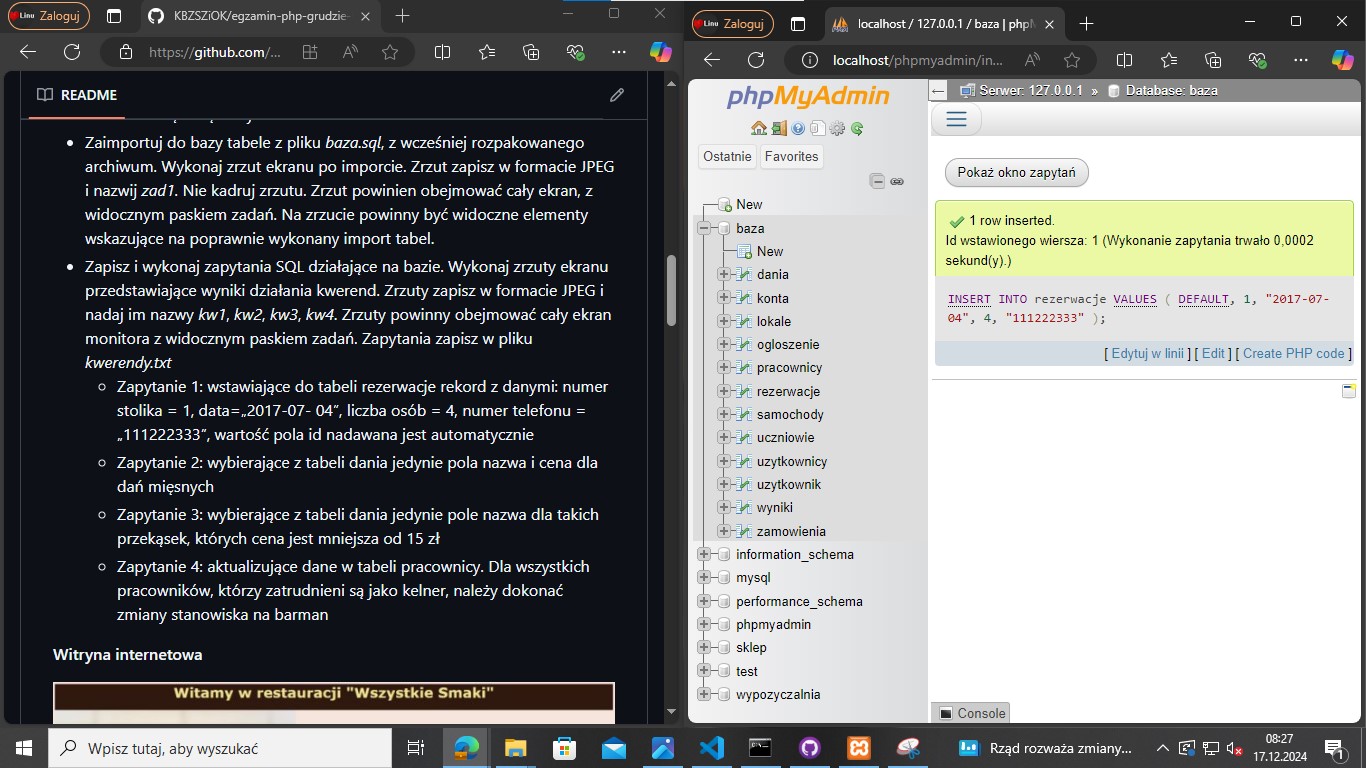 Linu Zaloguj
KBZSZiOK/egzamin-php-grudzie
https://github.com/...
README
Zaimportuj do bazy tabele z pliku baza.sql, z wcześniej rozpakowanego
archiwum. Wykonaj zrzut ekranu po imporcie. Zrzut zapisz w formacie JPEG
i nazwij zad1. Nie kadruj zrzutu. Zrzut powinien obejmować cały ekran, z
widocznym paskiem zadań. Na zrzucie powinny być widoczne elementy
wskazujące na poprawnie wykonany import tabel.
Zapisz i wykonaj zapytania SQL działające na bazie. Wykonaj zrzuty ekranu
przedstawiające wyniki działania kwerend. Zrzuty zapisz w formacie JPEG i
nadaj im nazwy kw1, kw2, kw3, kw4. Zrzuty powinny obejmować cały ekran
monitora z widocznym paskiem zadań. Zapytania zapisz w pliku
kwerendy.txt
Zapytanie 1: wstawiające do tabeli rezerwacje rekord z danymi: numer
stolika = 1, data=„2017-07- 04”, liczba osób = 4, numer telefonu =
„111222333”, wartość pola id nadawana jest automatycznie
Zapytanie 2: wybierające z tabeli dania jedynie pola nazwa i cena dla
dań mięsnych
Zapytanie 3: wybierające z tabeli dania jedynie pole nazwa dla takich
przekąsek, których cena jest mniejsza od 15 zł
Zapytanie 4: aktualizujące dane w tabeli pracownicy. Dla wszystkich
pracowników, którzy zatrudnieni są jako kelner, należy dokonać
zmiany stanowiska na barman
Witryna internetowa
Witamy w restauracji "Wszystkie Smaki"
Linu Zaloguj
localhost / 127.0.0.1 / baza | phpM
localhost/phpmyadmin/in...
phpMyAdmin
Ostatnie Favorites
New
baza
New
dania
konta
lokale
ogloszenie
pracownicy
rezerwacje
samochody
uczniowie
uzytkownicy
uzytkownik
wyniki
zamowienia
information_schema
mysql
performance_schema
phpmyadmin
sklep
test
wypozyczalnia
Serwer: 127.0.0.1 » Database: baza
Pokaż okno zapytań
1 row inserted.
Id wstawionego wiersza: 1 (Wykonanie zapytania trwało 0,0002
sekund(y).)
INSERT INTO rezerwacje VALUES ( DEFAULT, 1, "2017-07-
04", 4, "111222333" );
[ Edytuj w linii ] [ Edit ] [ Create PHP code ]
Console
Wpisz tutaj, aby wyszukać
Rząd rozważa zmiany...
08:27
17.12.2024
1